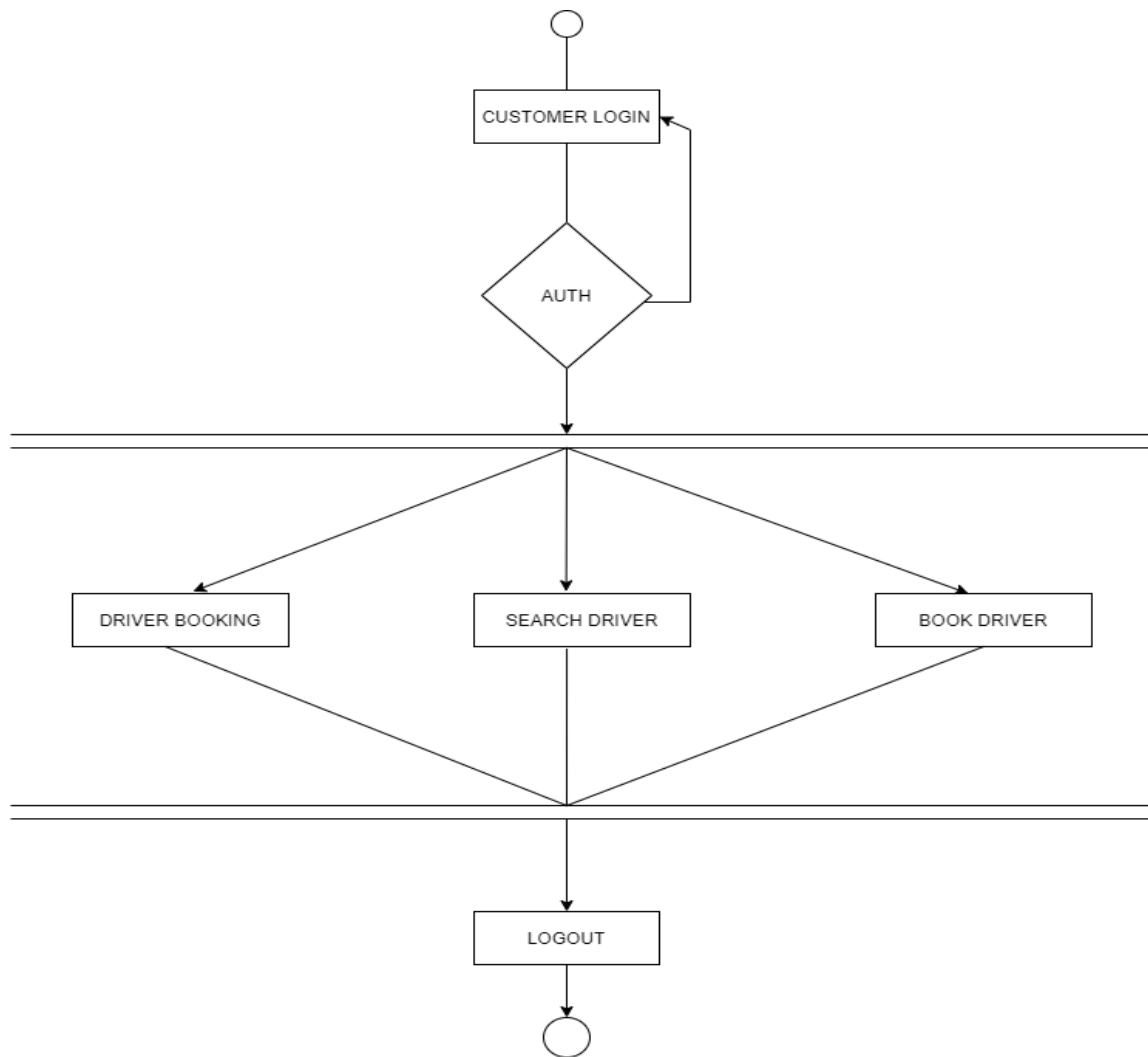 CUSTOMER LOGIN
AUTH
DRIVER BOOKING
SEARCH DRIVER
BOOK DRIVER
LOGOUT